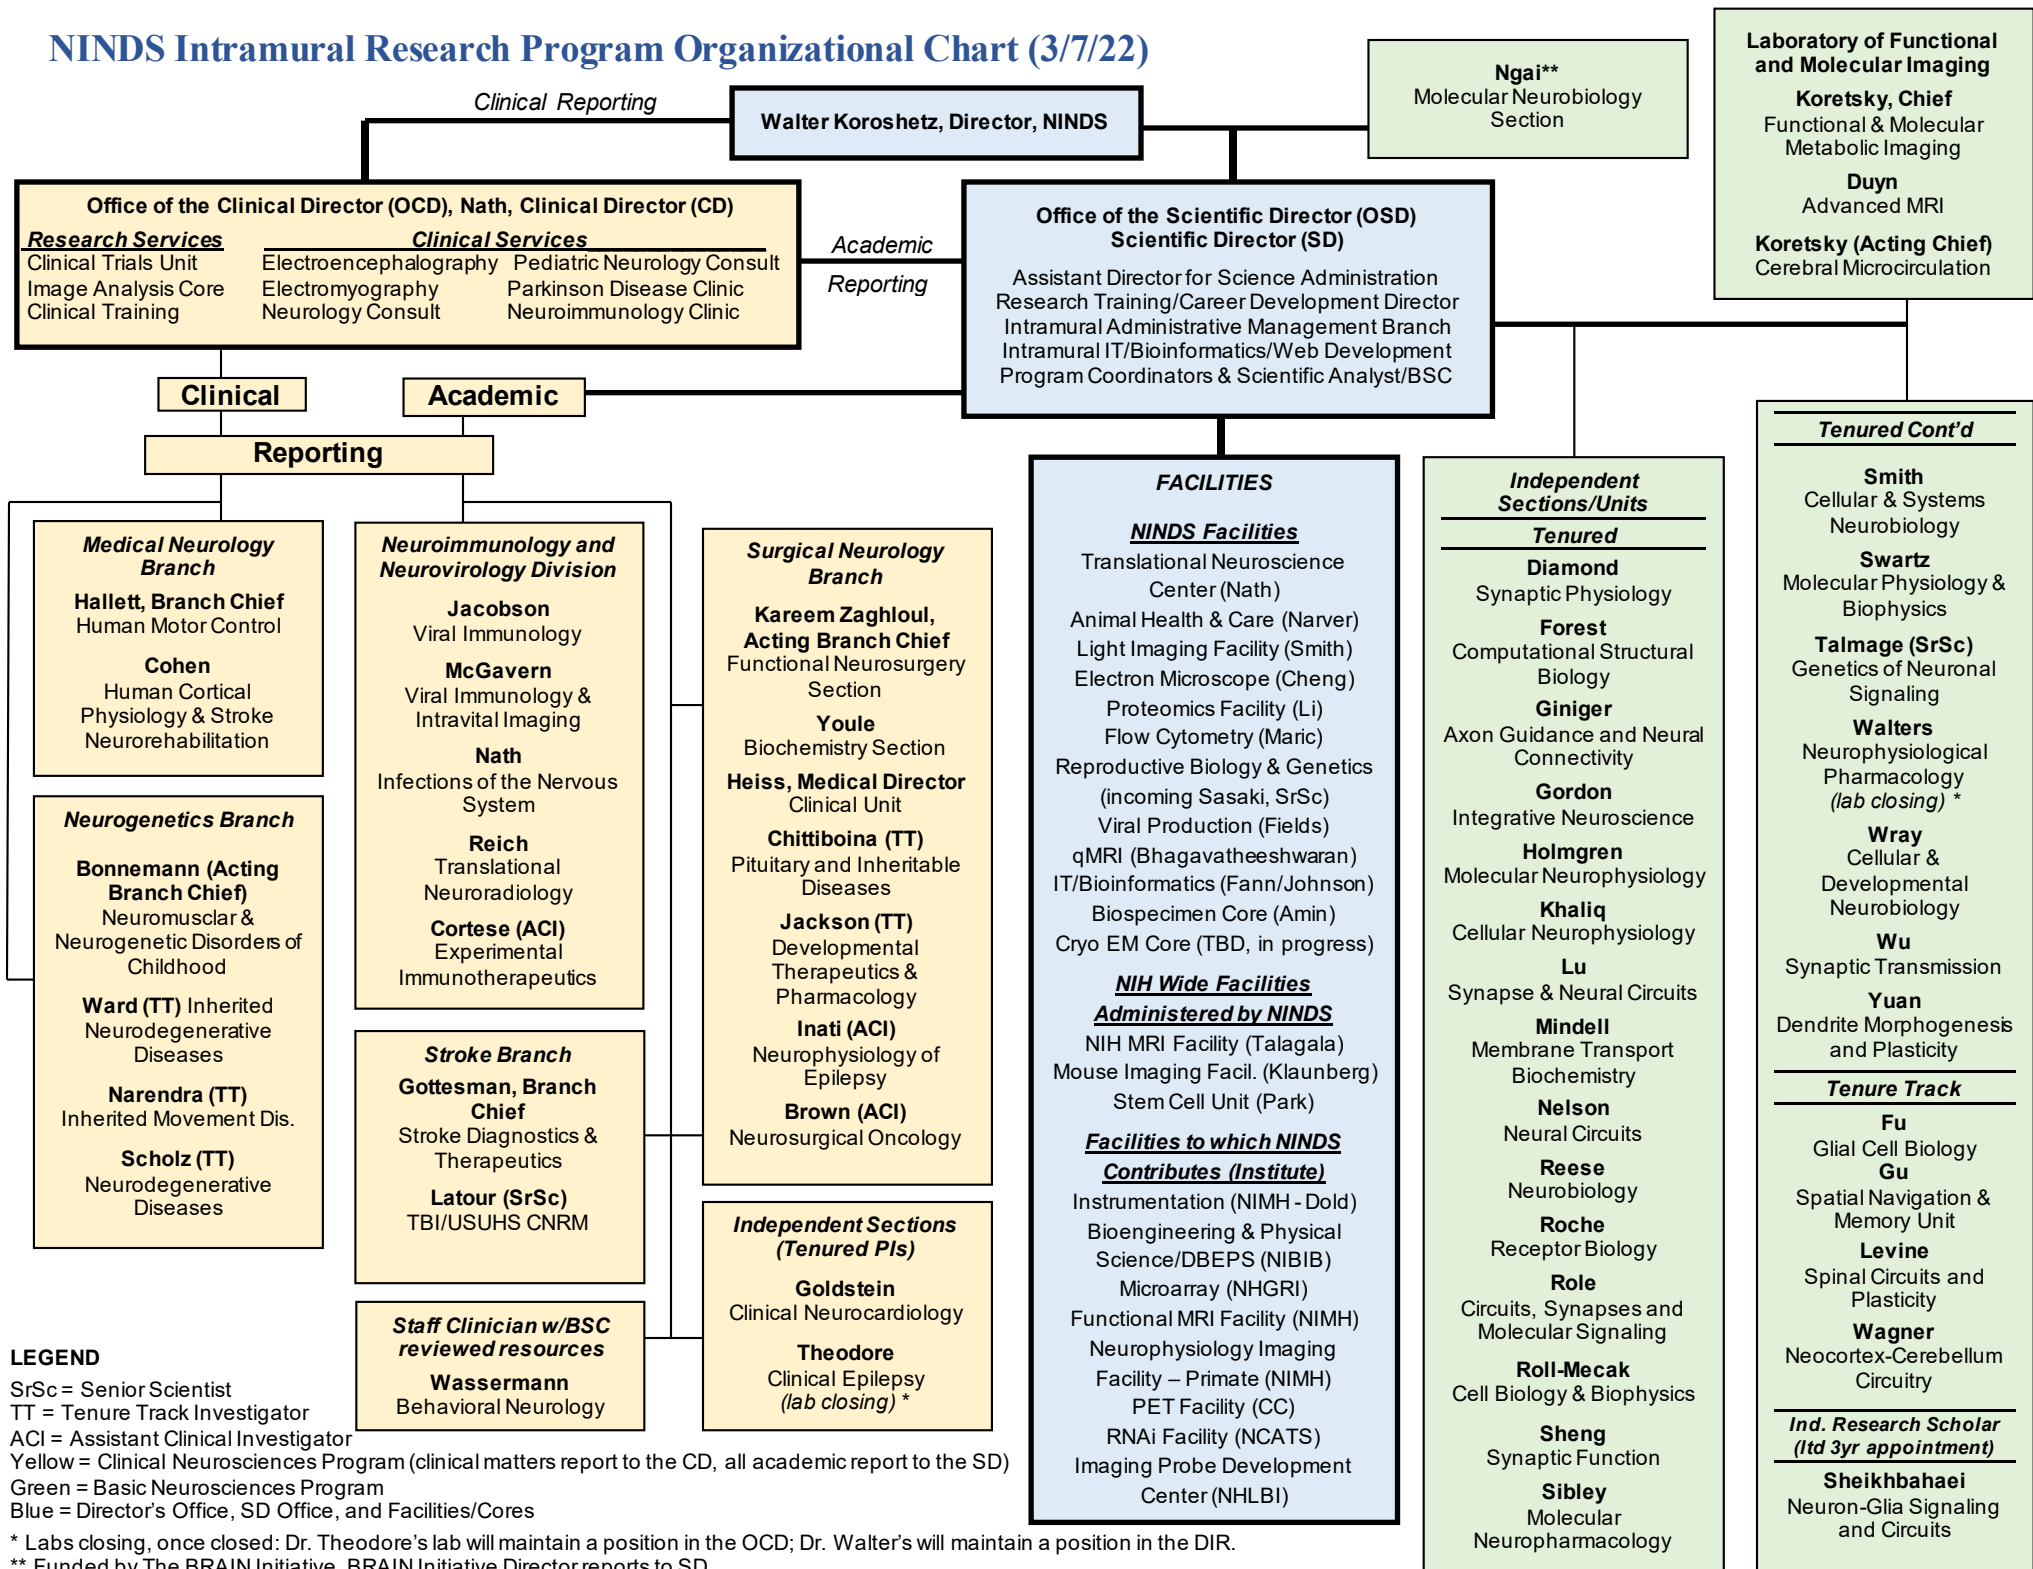 NINDS Intramural Research Program Organizational Chart (3/7/22)
Clinical Reporting
Walter Koroshetz, Director, NINDS
Ngai**
Molecular Neurobiology
Section
Laboratory of Functional
and Molecular Imaging
Koretsky, Chief
Functional & Molecular
Metabolic Imaging
Duyn
Advanced MRI
Koretsky (Acting Chief)
Cerebral Microcirculation
Office of the Clinical Director (OCD), Nath, Clinical Director (CD)
Research Services
Clinical Trials Unit
Image Analysis Core
Clinical Training
Clinical Services
Electroencephalography Pediatric Neurology Consult
Electromyography Parkinson Disease Clinic
Neurology Consult Neuroimmunology Clinic
Academic
Reporting
Office of the Scientific Director (OSD)
Scientific Director (SD)
Assistant Director for Science Administration
Research Training/Career Development Director
Intramural Administrative Management Branch
Intramural IT/Bioinformatics/Web Development
Program Coordinators & Scientific Analyst/BSC
Clinical
Academic
Reporting
Medical Neurology
Branch
Hallett, Branch Chief
Human Motor Control
Cohen
Human Cortical
Physiology & Stroke
Neurorehabilitation
Neurogenetics Branch
Bonnemann (Acting
Branch Chief)
Neuromusclar &
Neurogenetic Disorders of
Childhood
Ward (TT) Inherited
Neurodegenerative
Diseases
Narendra (TT)
Inherited Movement Dis.
Scholz (TT)
Neurodegenerative
Diseases
Neuroimmunology and
Neurovirology Division
Jacobson
Viral Immunology
McGavern
Viral Immunology &
Intravital Imaging
Nath
Infections of the Nervous
System
Reich
Translational
Neuroradiology
Cortese (ACI)
Experimental
Immunotherapeutics
Stroke Branch
Gottesman, Branch
Chief
Stroke Diagnostics &
Therapeutics
Latour (SrSc)
TBI/USUHS CNRM
Staff Clinician w/BSC
reviewed resources
Wassermann
Behavioral Neurology
Surgical Neurology
Branch
Kareem Zaghloul,
Acting Branch Chief
Functional Neurosurgery
Section
Youle
Biochemistry Section
Heiss, Medical Director
Clinical Unit
Chittiboina (TT)
Pituitary and Inheritable
Diseases
Jackson (TT)
Developmental
Therapeutics &
Pharmacology
Inati (ACI)
Neurophysiology of
Epilepsy
Brown (ACI)
Neurosurgical Oncology
Independent Sections
(Tenured PIs)
Goldstein
Clinical Neurocardiology
Theodore
Clinical Epilepsy
(lab closing) *
FACILITIES
NINDS Facilities
Translational Neuroscience
Center (Nath)
Animal Health & Care (Narver)
Light Imaging Facility (Smith)
Electron Microscope (Cheng)
Proteomics Facility (Li)
Flow Cytometry (Maric)
Reproductive Biology & Genetics
(incoming Sasaki, SrSc)
Viral Production (Fields)
qMRI (Bhagavatheeshwaran)
IT/Bioinformatics (Fann/Johnson)
Biospecimen Core (Amin)
Cryo EM Core (TBD, in progress)
NIH Wide Facilities
Administered by NINDS
NIH MRI Facility (Talagala)
Mouse Imaging Facil. (Klaunberg)
Stem Cell Unit (Park)
Facilities to which NINDS
Contributes (Institute)
Instrumentation (NIMH - Dold)
Bioengineering & Physical
Science/DBEPS (NIBIB)
Microarray (NHGRI)
Functional MRI Facility (NIMH)
Neurophysiology Imaging
Facility – Primate (NIMH)
PET Facility (CC)
RNAi Facility (NCATS)
Imaging Probe Development
Center (NHLBI)
Independent
Sections/Units
Tenured
Diamond
Synaptic Physiology
Forest
Computational Structural
Biology
Giniger
Axon Guidance and Neural
Connectivity
Gordon
Integrative Neuroscience
Holmgren
Molecular Neurophysiology
Khaliq
Cellular Neurophysiology
Lu
Synapse & Neural Circuits
Mindell
Membrane Transport
Biochemistry
Nelson
Neural Circuits
Reese
Neurobiology
Roche
Receptor Biology
Role
Circuits, Synapses and
Molecular Signaling
Roll-Mecak
Cell Biology & Biophysics
Sheng
Synaptic Function
Sibley
Molecular
Neuropharmacology
Tenured Cont'd
Smith
Cellular & Systems
Neurobiology
Swartz
Molecular Physiology &
Biophysics
Talmage (SrSc)
Genetics of Neuronal
Signaling
Walters
Neurophysiological
Pharmacology
(lab closing) *
Wray
Cellular &
Developmental
Neurobiology
Wu
Synaptic Transmission
Yuan
Dendrite Morphogenesis
and Plasticity
Tenure Track
Fu
Glial Cell Biology
Gu
Spatial Navigation &
Memory Unit
Levine
Spinal Circuits and
Plasticity
Wagner
Neocortex-Cerebellum
Circuitry
Ind. Research Scholar
(ltd 3yr appointment)
Sheikhbahaei
Neuron-Glia Signaling
and Circuits
LEGEND
SrSc = Senior Scientist
TT = Tenure Track Investigator
ACI = Assistant Clinical Investigator
Yellow = Clinical Neurosciences Program (clinical matters report to the CD, all academic report to the SD)
Green = Basic Neurosciences Program
Blue = Director's Office, SD Office, and Facilities/Cores
* Labs closing, once closed: Dr. Theodore's lab will maintain a position in the OCD; Dr. Walter's will maintain a position in the DIR.
** Funded by The BRAIN Initiative, BRAIN Initiative Director reports to SD